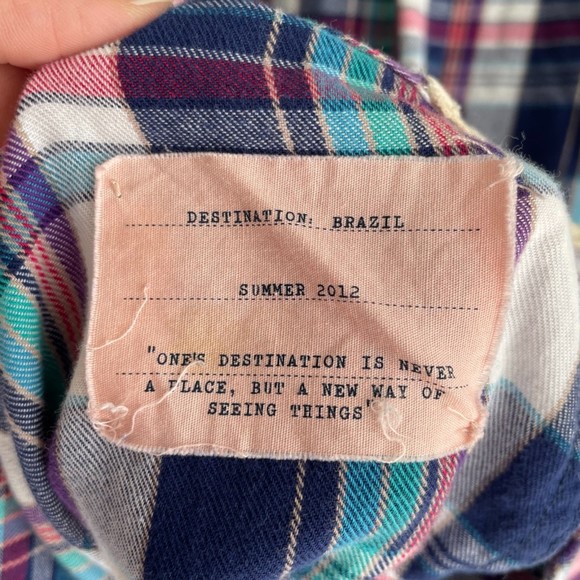 DESTINATION: BRAZIL
SUMMER 2012
"ONE'S DESTINATION IS NEVER
A PLACE, BUT A NEW WAY OF
SEEING THINGS"